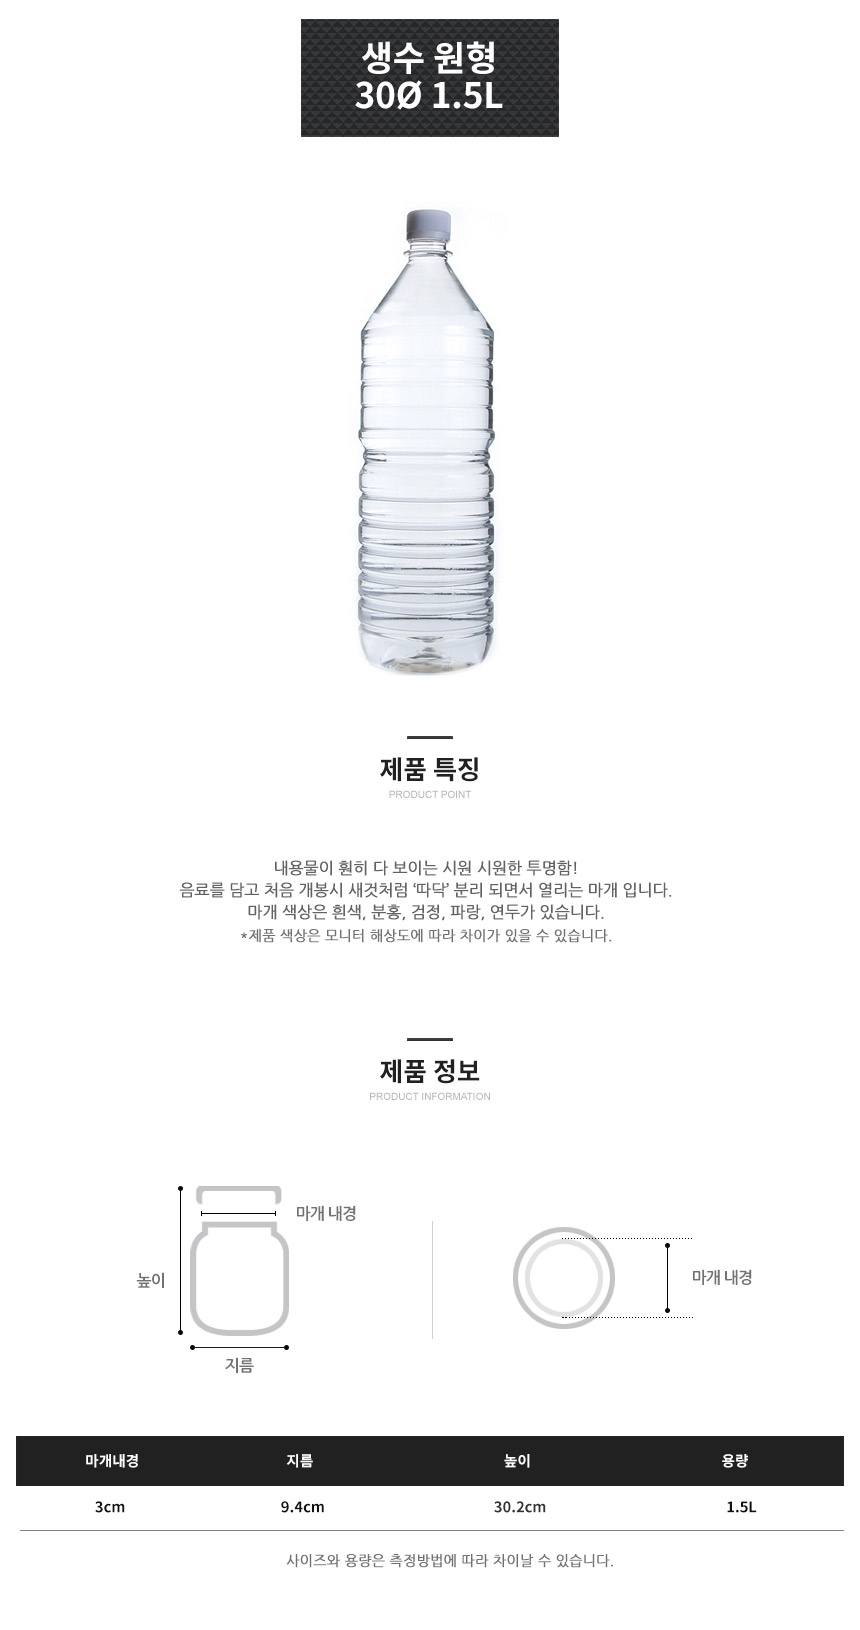 생수 원형
30Ø 1.5L
제품 특징
PRODUCT POINT
내용물이 훤히 다 보이는 시원 시원한 투명함!
음료를 담고 처음 개봉시 새것처럼 ‘따닥’ 분리 되면서 열리는 마개 입니다.
마개 색상은 흰색, 분홍, 검정, 파랑, 연두가 있습니다.
*제품 색상은 모니터 해상도에 따라 차이가 있을 수 있습니다.
제품 정보
PRODUCT INFORMATION
마개 내경
높이
지름
마개 내경
마개내경 지름 높이 용량
3cm 9.4cm 30.2cm 1.5L
사이즈와 용량은 측정방법에 따라 차이날 수 있습니다.